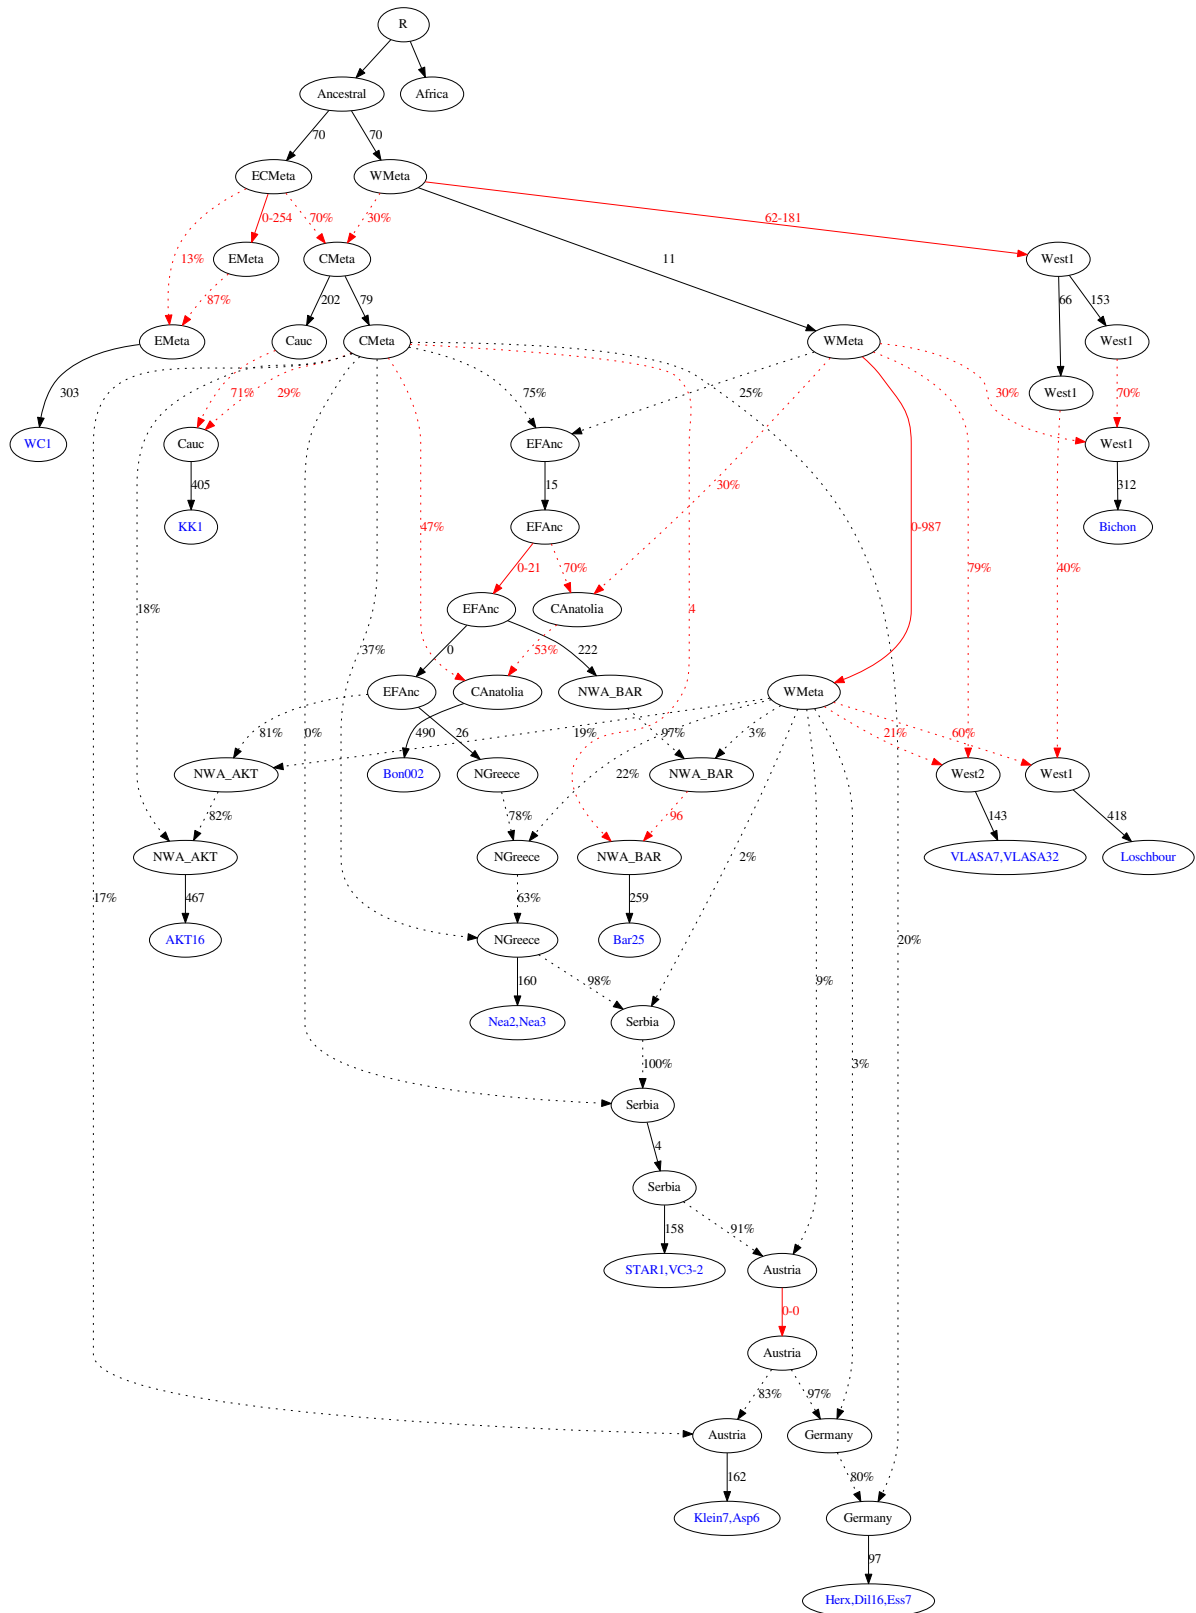 R
Ancestral Africa
70 70
ECMeta WMeta
0-254 70% 30% 62-181
13% EMeta CMeta 11 West1
87% 202 79 66 153
EMeta Cauc CMeta WMeta West1
303 71% 29% 75% 25% 30% 70%
West1
WC1 Cauc EFAnc West1
405 15 30% 312
KK1 47% EFAnc 0-987 Bichon
0-21 70% 79% 40%
18% EFAnc CAnatolia 4
37% 0 222 53%
EFAnc CAnatolia NWA_BAR WMeta
81% 0% 490 26 97% 3% 19% 21% 60%
NWA_AKT Bon002 NGreece NWA_BAR West2 West1
82% 78% 22% 96 143 418
NWA_AKT NGreece NWA_BAR VLASA7,VLASA32 Loschbour
17% 467 63% 259 2%
AKT16 NGreece Bar25 20%
160 98% 9%
Nea2,Nea3 Serbia
100% 3%
Serbia
4
Serbia
158 91%
STAR1,VC3-2 Austria
0-0
Austria
83% 97%
Austria Germany
162 80%
Klein7,Asp6 Germany
97
Herx,Dil16,Ess7